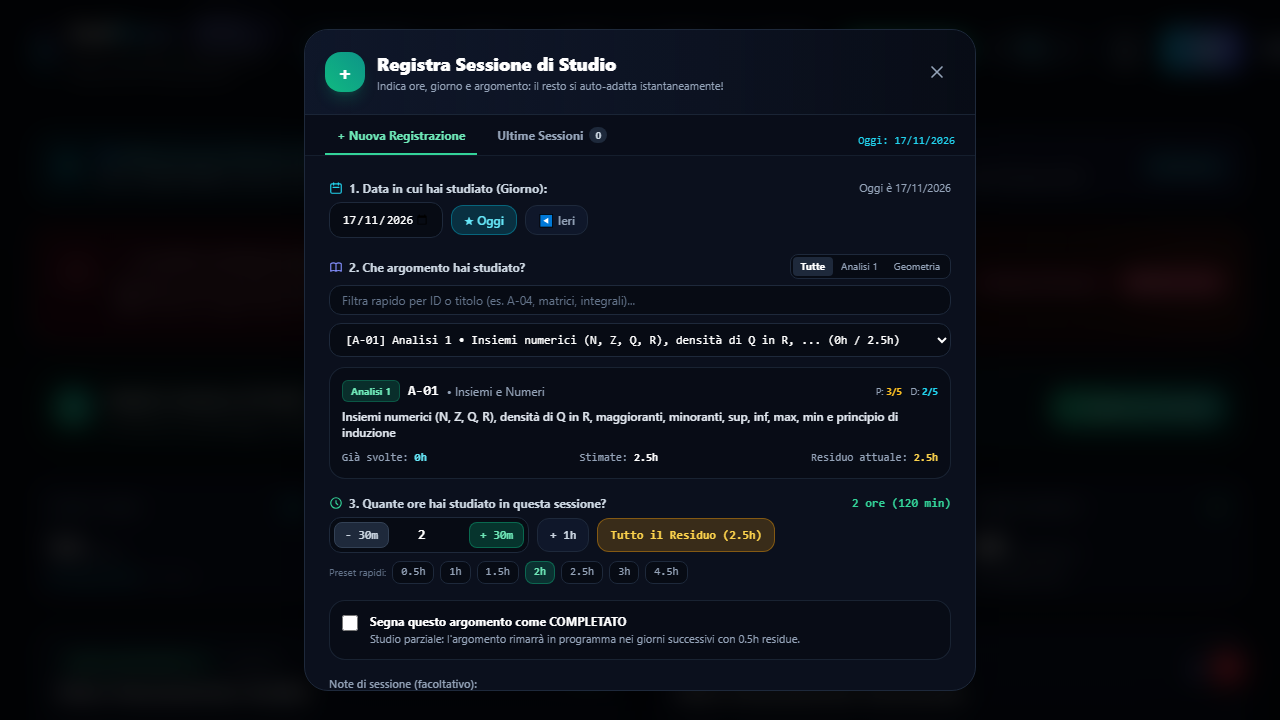 +
Registra Sessione di Studio
Indica ore, giorno e argomento: il resto si auto-adatta istantaneamente!
+ Nuova Registrazione
Ultime Sessioni 0
Oggi: 17/11/2026
1. Data in cui hai studiato (Giorno):
Oggi è 17/11/2026
17/11/2026
★ Oggi
◀ Ieri
2. Che argomento hai studiato?
Tutte
Analisi 1
Geometria
Filtra rapido per ID o titolo (es. A-04, matrici, integrali)...
[A-01] Analisi 1 • Insiemi numerici (N, Z, Q, R), densità di Q in R, ... (0h / 2.5h)
Analisi 1 A-01 • Insiemi e Numeri
P: 3/5 D: 2/5
Insiemi numerici (N, Z, Q, R), densità di Q in R, maggioranti, minoranti, sup, inf, max, min e principio di
induzione
Già svolte: 0h
Stimate: 2.5h
Residuo attuale: 2.5h
3. Quante ore hai studiato in questa sessione?
2 ore (120 min)
- 30m
2
+ 30m
+ 1h
Tutto il Residuo (2.5h)
Preset rapidi: 0.5h 1h 1.5h 2h 2.5h 3h 4.5h
Segna questo argomento come COMPLETATO
Studio parziale: l'argomento rimarrà in programma nei giorni successivi con 0.5h residue.
Note di sessione (facoltativo):